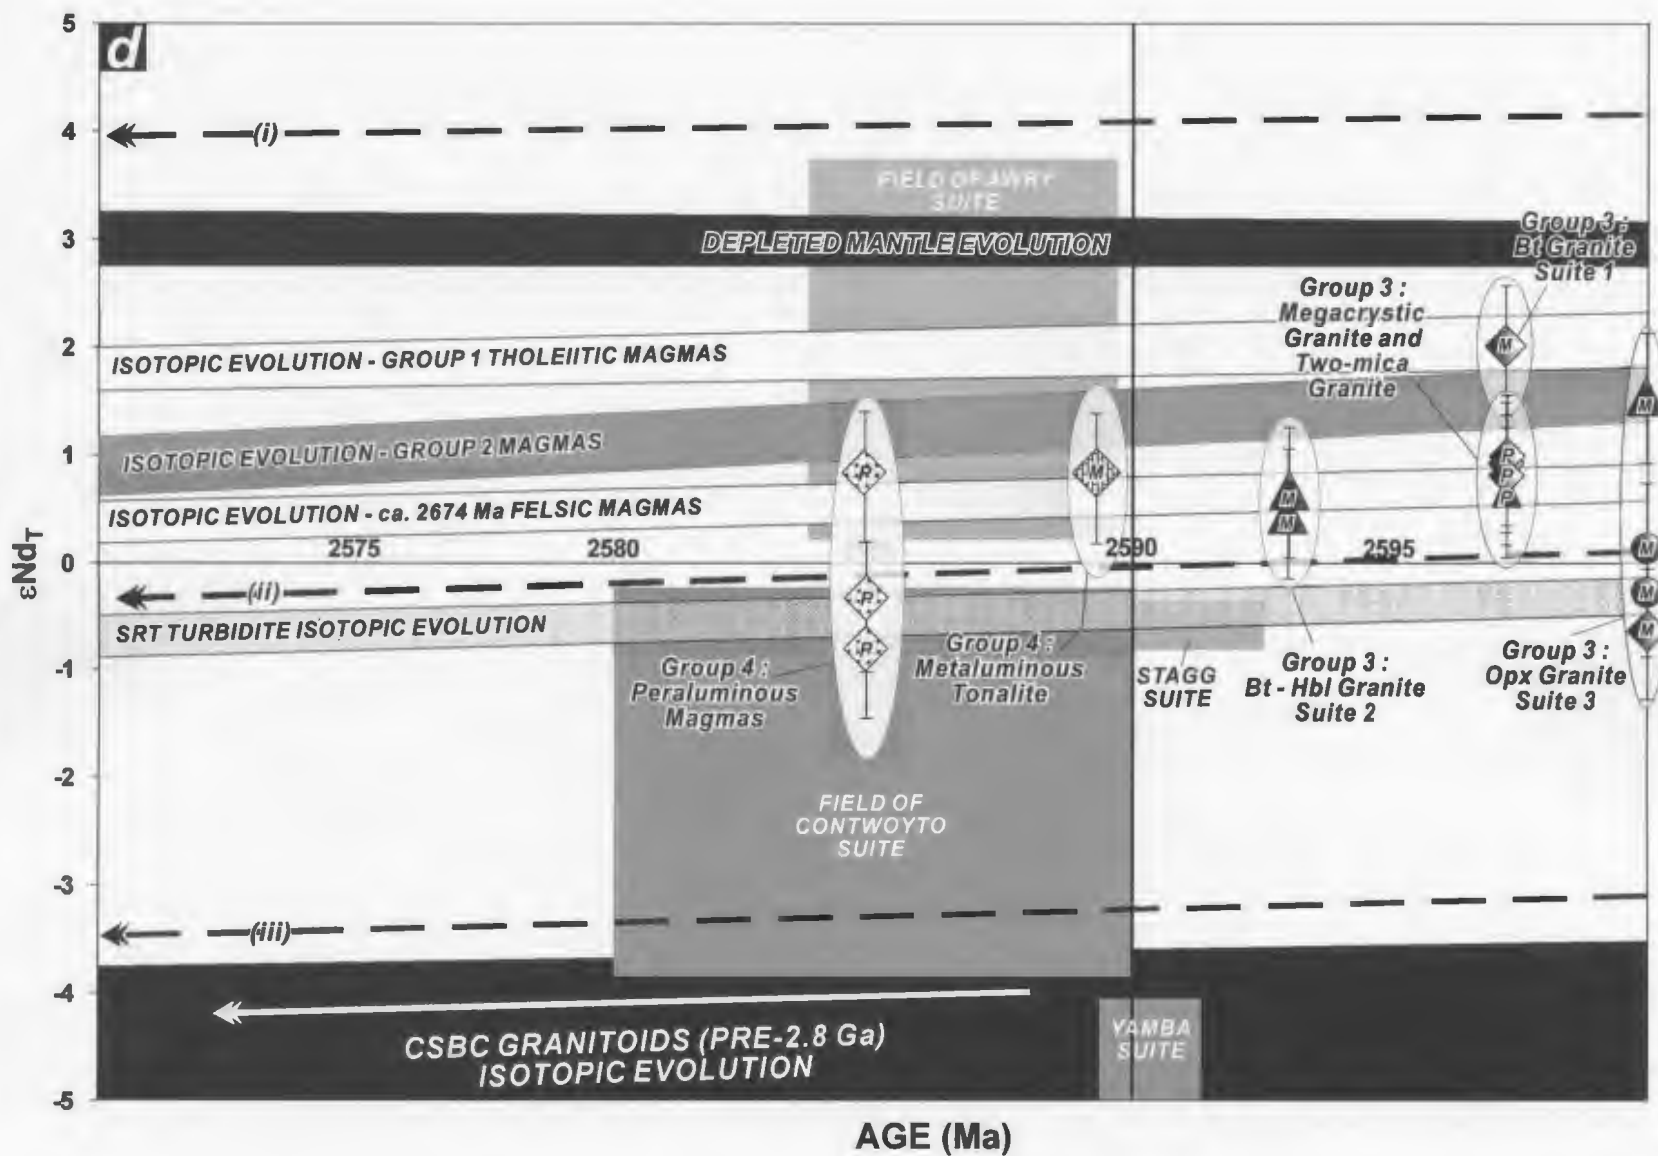 d
5
4
3
2
1
0
-1
-2
-3
-4
-5
εNdT
(i)
FIELD OF AWRY
SUITE
DEPLETED MANTLE EVOLUTION
Group 3 :
Bt Granite
Suite 1
Group 3 :
Megacrystic
Granite and
Two-mica
Granite
ISOTOPIC EVOLUTION - GROUP 1 THOLEIITIC MAGMAS
ISOTOPIC EVOLUTION - GROUP 2 MAGMAS
ISOTOPIC EVOLUTION - ca. 2674 Ma FELSIC MAGMAS
M
M
P
P
P
P
M
M
M
2575
2580
2590
2595
M
(ii)
P
M
M
SRT TURBIDITE ISOTOPIC EVOLUTION
P
Group 4 :
Peraluminous
Magmas
Group 4 :
Metaluminous
Tonalite
STAGG
SUITE
Group 3 :
Bt - Hbl Granite
Suite 2
Group 3 :
Opx Granite
Suite 3
FIELD OF
CONTWOYTO
SUITE
(iii)
CSBC GRANITOIDS (PRE-2.8 Ga)
ISOTOPIC EVOLUTION
YAMBA
SUITE
AGE (Ma)